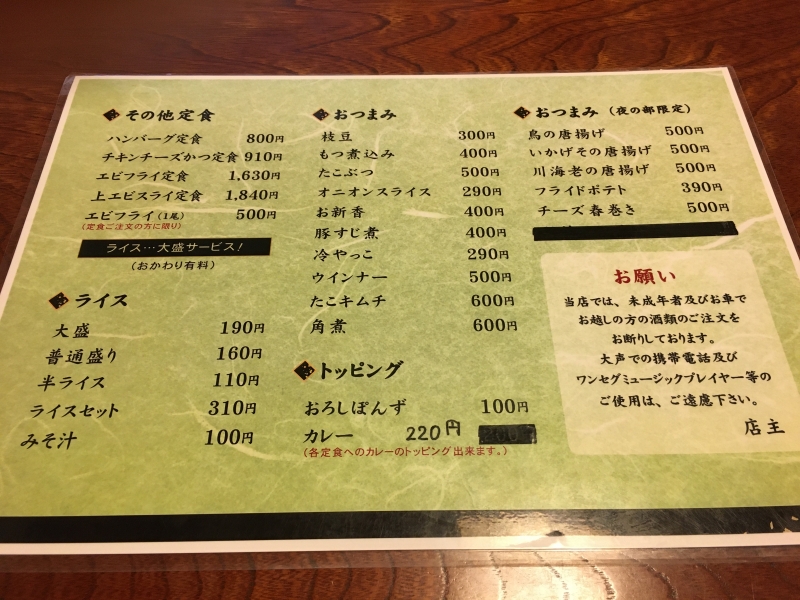 その他定食
ハンバーグ定食 800円
チキンチーズかつ定食 910円
エビフライ定食 1,630円
上エビスライ定食 1,840円
エビフライ(1尾) 500円
(定食ご注文の方に限り)
ライス…大盛サービス!
(おかわり有料)
ライス
大盛 190円
普通盛り 160円
半ライス 110円
ライスセット 310円
みそ汁 100円
おつまみ
枝豆 300円
もつ煮込み 400円
たこぶつ 500円
オニオンスライス 290円
お新香 400円
豚すじ煮 400円
冷やっこ 290円
ウインナー 500円
たこキムチ 600円
角煮 600円
トッピング
おろしぽんず 100円
カレー 220円
(各定食へのカレーのトッピング出来ます。)
おつまみ (夜の部限定)
鳥の唐揚げ 500円
いかげその唐揚げ 500円
川海老の唐揚げ 500円
フライドポテト 390円
チーズ春巻き 500円
お願い
当店では、未成年者及びお車で
お越しの方の酒類のご注文を
お断りしております。
大声での携帯電話及び
ワンセグミュージックプレイヤー等の
ご使用は、ご遠慮下さい。
店主